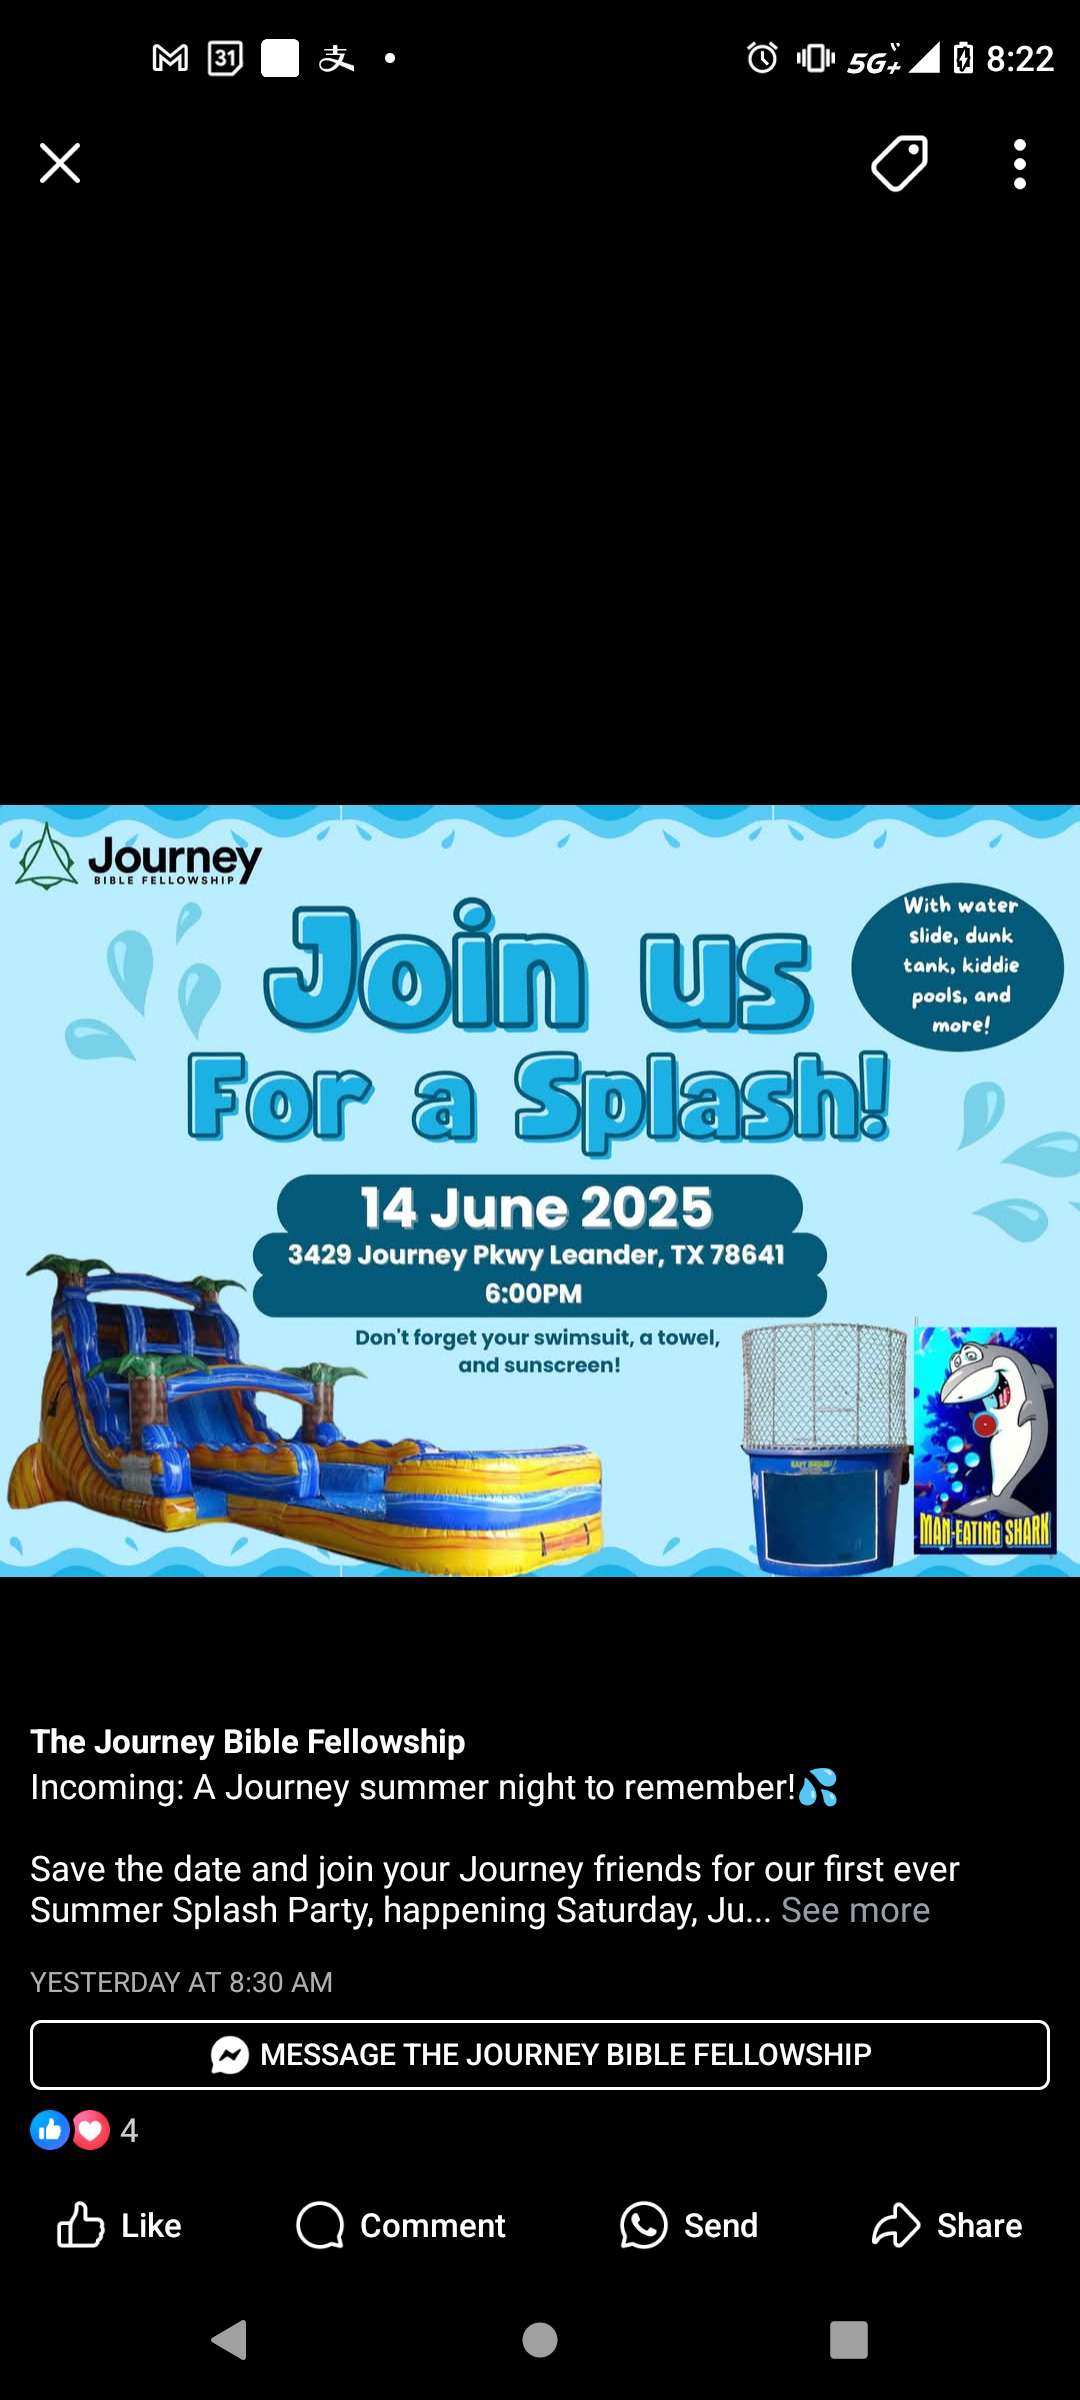 31 支 5G+ 8:22
Journey
BIBLE FELLOWSHIP
With water
slide, dunk
tank, kiddie
pools, and
more!
Join us
For a Splash!
14 June 2025
3429 Journey Pkwy Leander, TX 78641
6:00PM
Don't forget your swimsuit, a towel,
and sunscreen!
MAN-EATING SHARK
The Journey Bible Fellowship
Incoming: A Journey summer night to remember!💦
Save the date and join your Journey friends for our first ever
Summer Splash Party, happening Saturday, Ju... See more
YESTERDAY AT 8:30 AM
MESSAGE THE JOURNEY BIBLE FELLOWSHIP
4
Like Comment Send Share